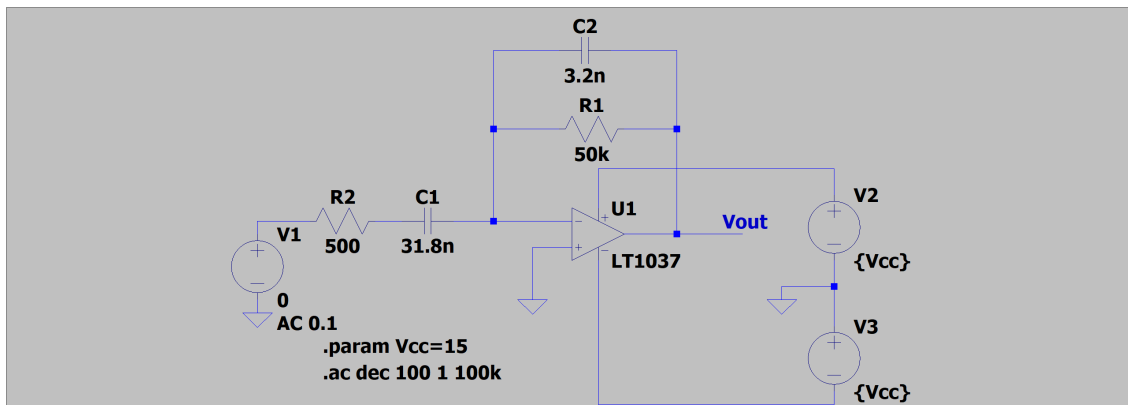 C2
3.2n
R1
50k
R2
500
C1
31.8n
U1
LT1037
Vout
V1
0
AC 0.1
V2
{Vcc}
V3
{Vcc}
.param Vcc=15
.ac dec 100 1 100k